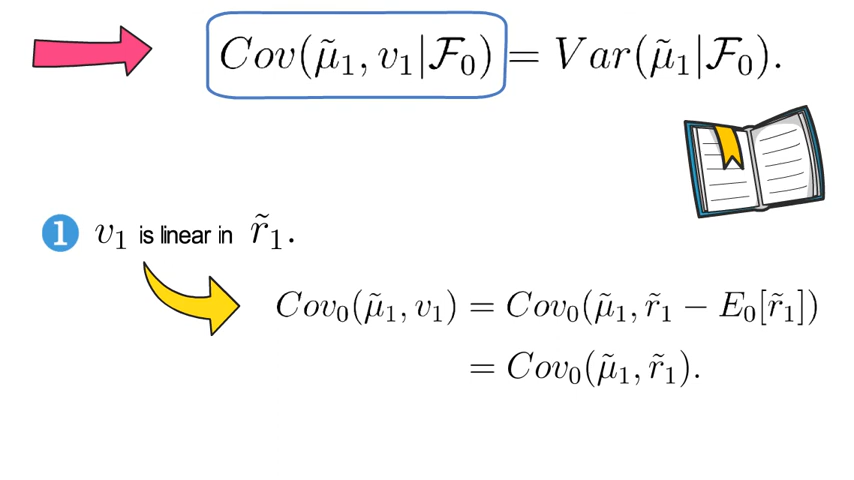 Cov(μ̃₁, v₁|ℱ₀) = Var(μ̃₁|ℱ₀).
1 v₁ is linear in r̃₁.
Cov₀(μ̃₁, v₁) = Cov₀(μ̃₁, r̃₁ − E₀[r̃₁])
= Cov₀(μ̃₁, r̃₁).